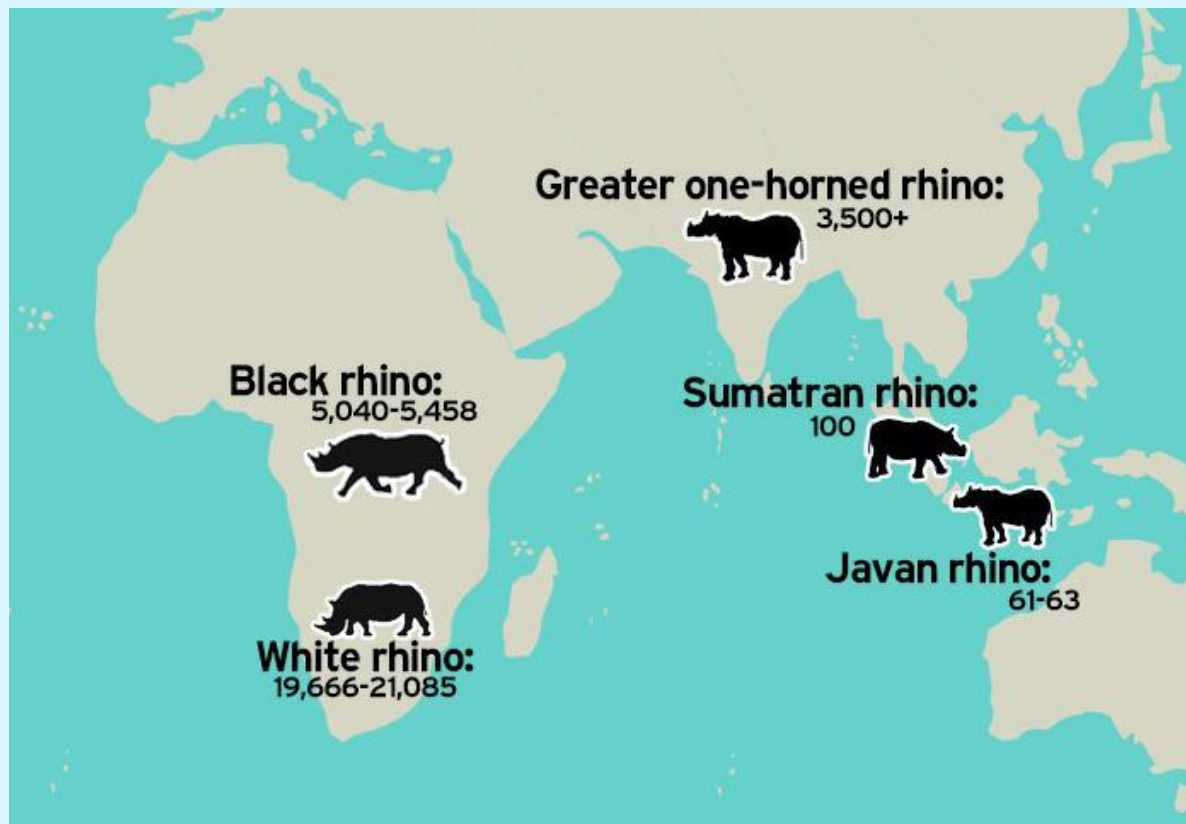 Greater one-horned rhino:
3,500+
Black rhino:
5,040-5,458
Sumatran rhino:
100
Javan rhino:
61-63
White rhino:
19,666-21,085